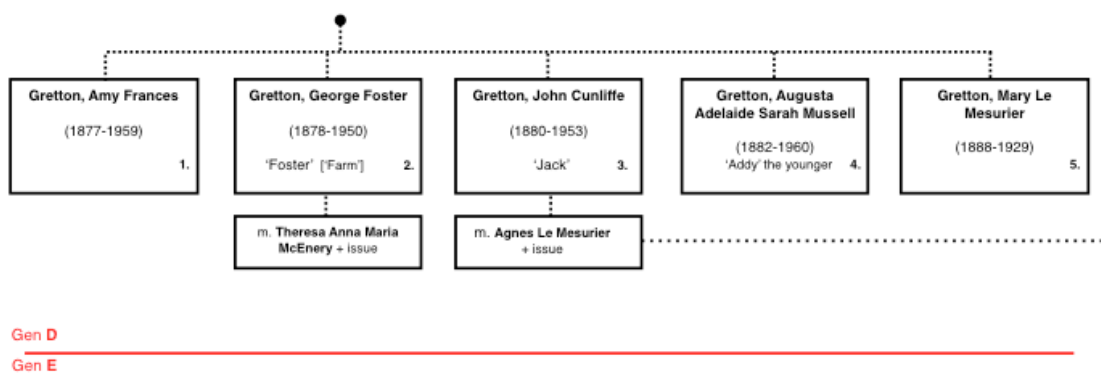 Gretton, Amy Frances
(1877-1959)
1.
Gretton, George Foster
(1878-1950)
'Foster' ['Farm'] 2.
Gretton, John Cunliffe
(1880-1953)
'Jack' 3.
Gretton, Augusta
Adelaide Sarah Mussell
(1882-1960)
'Addy' the younger 4.
Gretton, Mary Le
Mesurier
(1888-1929)
5.
m. Theresa Anna Maria
McEnery + issue
m. Agnes Le Mesurier
+ issue
Gen D
Gen E